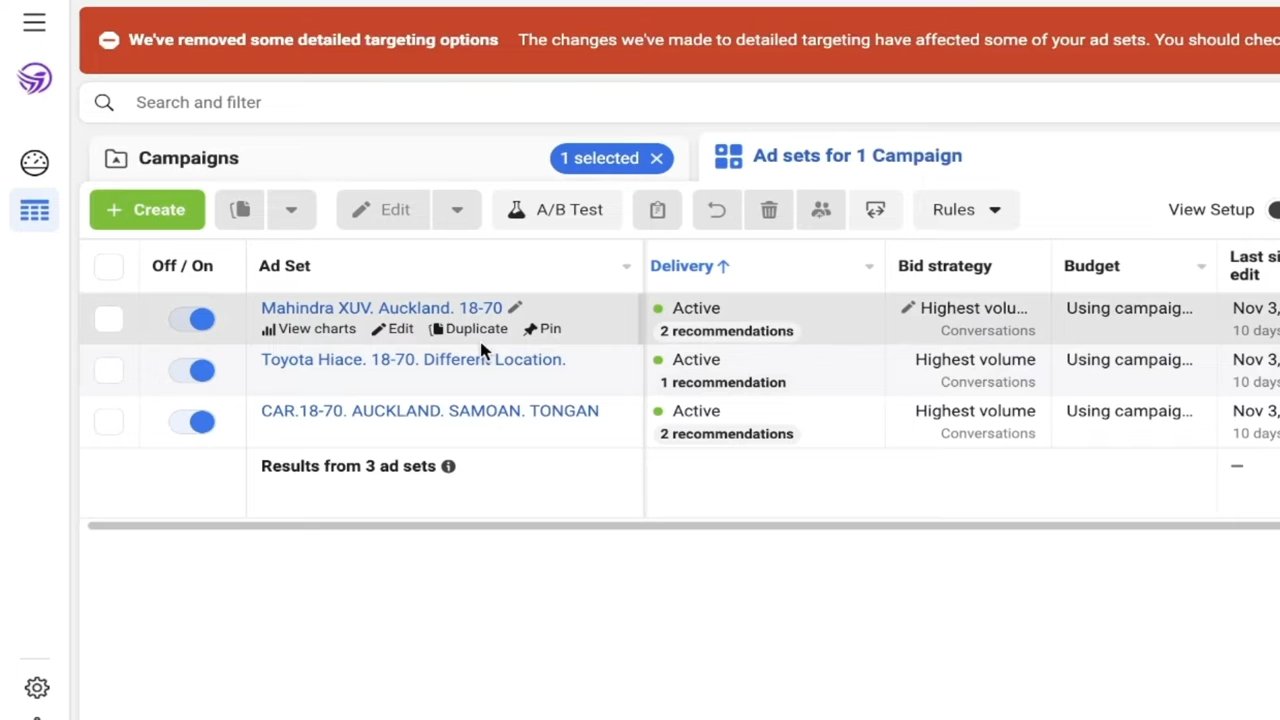 We've removed some detailed targeting options The changes we've made to detailed targeting have affected some of your ad sets. You should chec
Search and filter
Campaigns 1 selected Ad sets for 1 Campaign
Create Edit A/B Test Rules View Setup
Off / On Ad Set Delivery Bid strategy Budget Last si
edit
Mahindra XUV. Auckland. 18-70 Active Highest volu... Using campaig... Nov 3,
View charts Edit Duplicate Pin 2 recommendations Conversations 10 days
Toyota Hiace. 18-70. Different Location. Active Highest volume Using campaig... Nov 3,
1 recommendation Conversations 10 days
CAR.18-70. AUCKLAND. SAMOAN. TONGAN Active Highest volume Using campaig... Nov 3,
2 recommendations Conversations 10 days
Results from 3 ad sets —